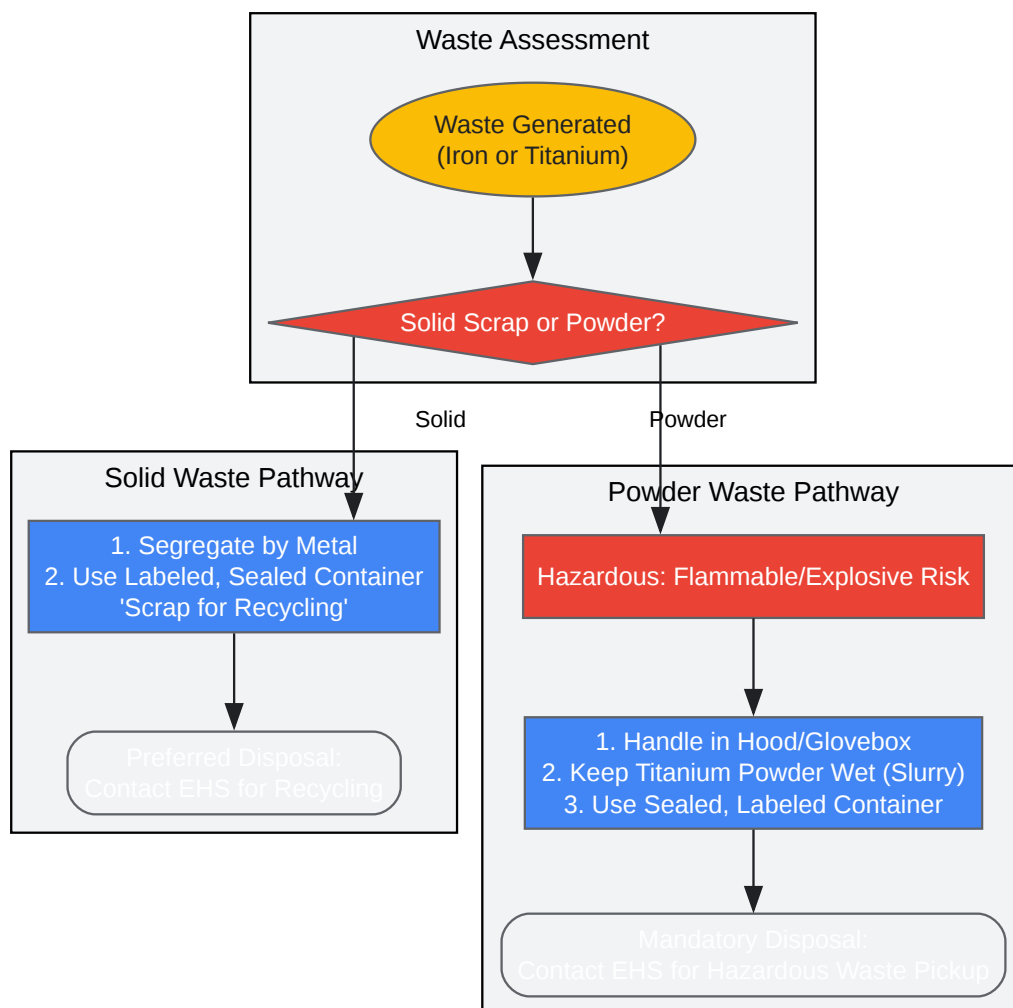 Waste Assessment
Waste Generated
(Iron or Titanium)
Solid Scrap or Powder?
Solid
Powder
Solid Waste Pathway
1. Segregate by Metal
2. Use Labeled, Sealed Container
'Scrap for Recycling'
Preferred Disposal:
Contact EHS for Recycling
Powder Waste Pathway
Hazardous: Flammable/Explosive Risk
1. Handle in Hood/Glovebox
2. Keep Titanium Powder Wet (Slurry)
3. Use Sealed, Labeled Container
Mandatory Disposal:
Contact EHS for Hazardous Waste Pickup